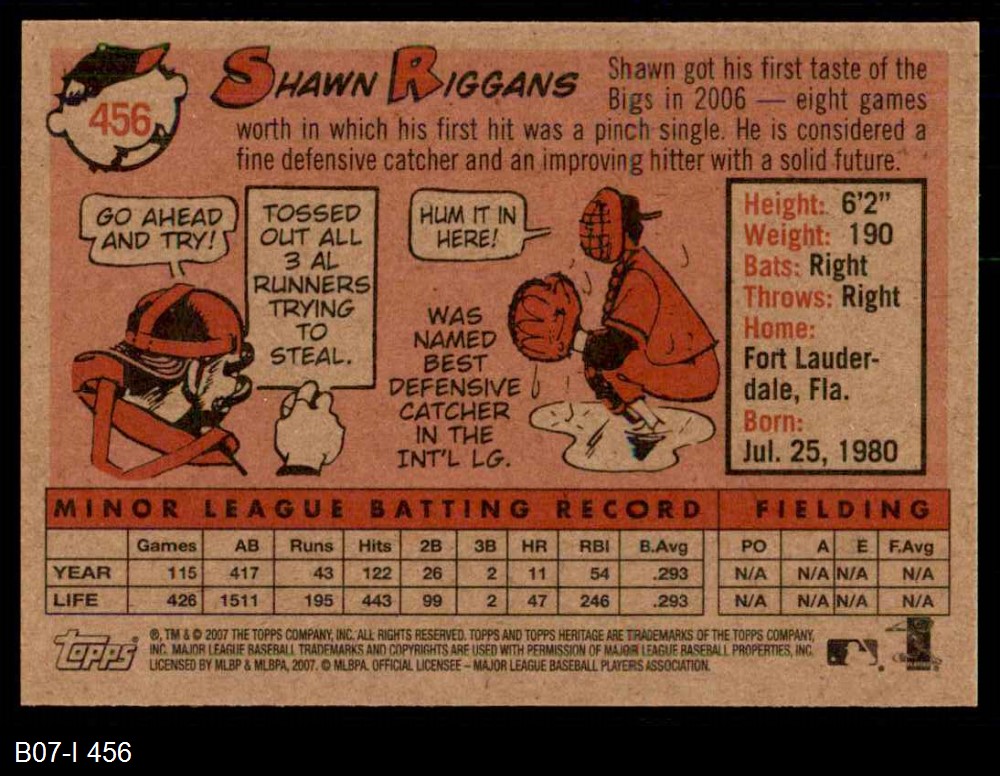 456
SHAWN RIGGANS
Shawn got his first taste of the
Bigs in 2006 — eight games
worth in which his first hit was a pinch single. He is considered a
fine defensive catcher and an improving hitter with a solid future.
GO AHEAD
AND TRY!
TOSSED
OUT ALL
3 AL
RUNNERS
TRYING
TO
STEAL.
HUM IT IN
HERE!
WAS
NAMED
BEST
DEFENSIVE
CATCHER
IN THE
INT'L LG.
Height: 6'2"
Weight: 190
Bats: Right
Throws: Right
Home:
Fort Lauder-
dale, Fla.
Born:
Jul. 25, 1980
MINOR LEAGUE BATTING RECORD FIELDING
Games AB Runs Hits 2B 3B HR RBI B.Avg PO A E F.Avg
YEAR 115 417 43 122 26 2 11 54 .293 N/A N/A N/A N/A
LIFE 426 1511 195 443 99 2 47 246 .293 N/A N/A N/A N/A
Topps
®, TM & © 2007 THE TOPPS COMPANY, INC. ALL RIGHTS RESERVED. TOPPS AND TOPPS HERITAGE ARE TRADEMARKS OF THE TOPPS COMPANY,
INC. MAJOR LEAGUE BASEBALL TRADEMARKS AND COPYRIGHTS ARE USED WITH PERMISSION OF MAJOR LEAGUE BASEBALL PROPERTIES, INC.
LICENSED BY MLBP & MLBPA, 2007. © MLBPA. OFFICIAL LICENSEE – MAJOR LEAGUE BASEBALL PLAYERS ASSOCIATION.
B07-I 456